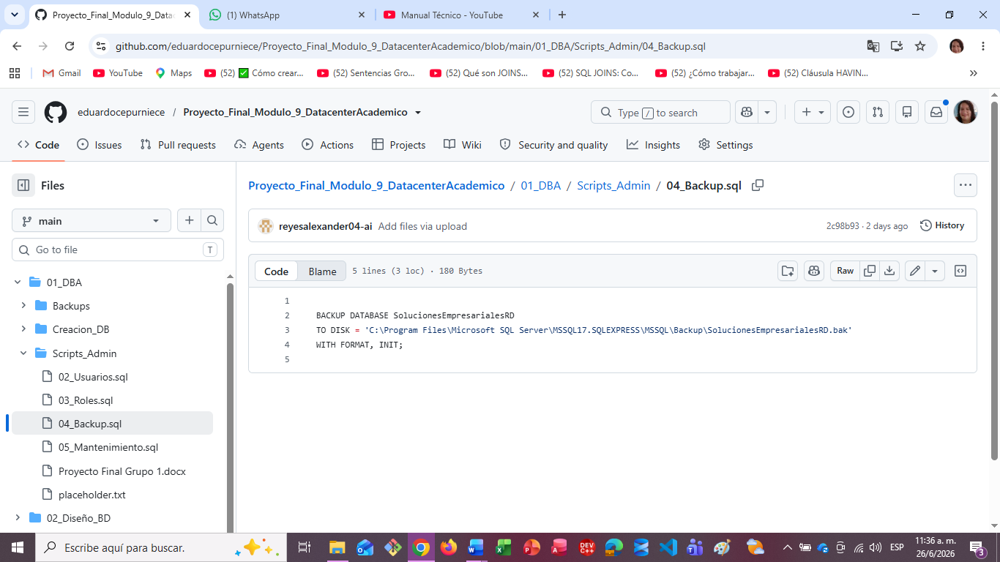 Proyecto_Final_Modulo_9_Data
(1) WhatsApp
Manual Técnico - YouTube
github.com/eduardocepurniece/Proyecto_Final_Modulo_9_DatacenterAcademico/blob/main/01_DBA/Scripts_Admin/04_Backup.sql
Gmail
YouTube
Maps
(52) ✅ Cómo crear...
(52) Sentencias Gro...
(52) Qué son JOINS...
(52) SQL JOINS: Co...
(52) ¿Cómo trabajar...
(52) Cláusula HAVIN...
eduardocepurniece / Proyecto_Final_Modulo_9_DatacenterAcademico
Type / to search
Code
Issues
Pull requests
Agents
Actions
Projects
Wiki
Security and quality
Insights
Settings
Files
main
Go to file
T
01_DBA
Backups
Creacion_DB
Scripts_Admin
02_Usuarios.sql
03_Roles.sql
04_Backup.sql
05_Mantenimiento.sql
Proyecto Final Grupo 1.docx
placeholder.txt
02_Diseño_BD
Proyecto_Final_Modulo_9_DatacenterAcademico / 01_DBA / Scripts_Admin / 04_Backup.sql
reyesalexander04-ai Add files via upload
2c98b93 · 2 days ago
History
Code
Blame
5 lines (3 loc) · 180 Bytes
Raw
1
2 BACKUP DATABASE SolucionesEmpresarialesRD
3 TO DISK = 'C:\Program Files\Microsoft SQL Server\MSSQL17.SQLEXPRESS\MSSQL\Backup\SolucionesEmpresarialesRD.bak'
4 WITH FORMAT, INIT;
5
Escribe aquí para buscar.
DEV C++
ESP
11:36 a. m.
26/6/2026
3